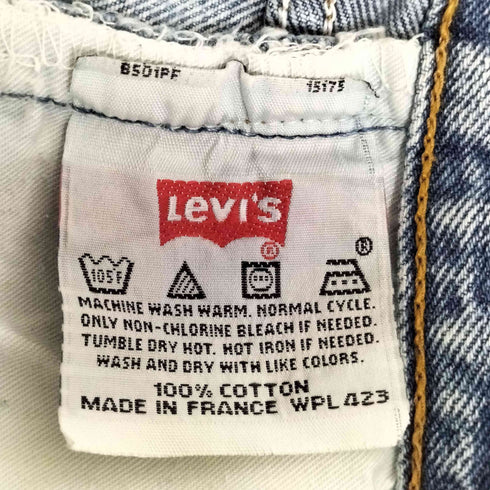 B501PF 15175
Levi's ®
®
105F
MACHINE WASH WARM. NORMAL CYCLE.
ONLY NON-CHLORINE BLEACH IF NEEDED.
TUMBLE DRY HOT. HOT IRON IF NEEDED.
WASH AND DRY WITH LIKE COLORS.
100% COTTON
MADE IN FRANCE WPL 423